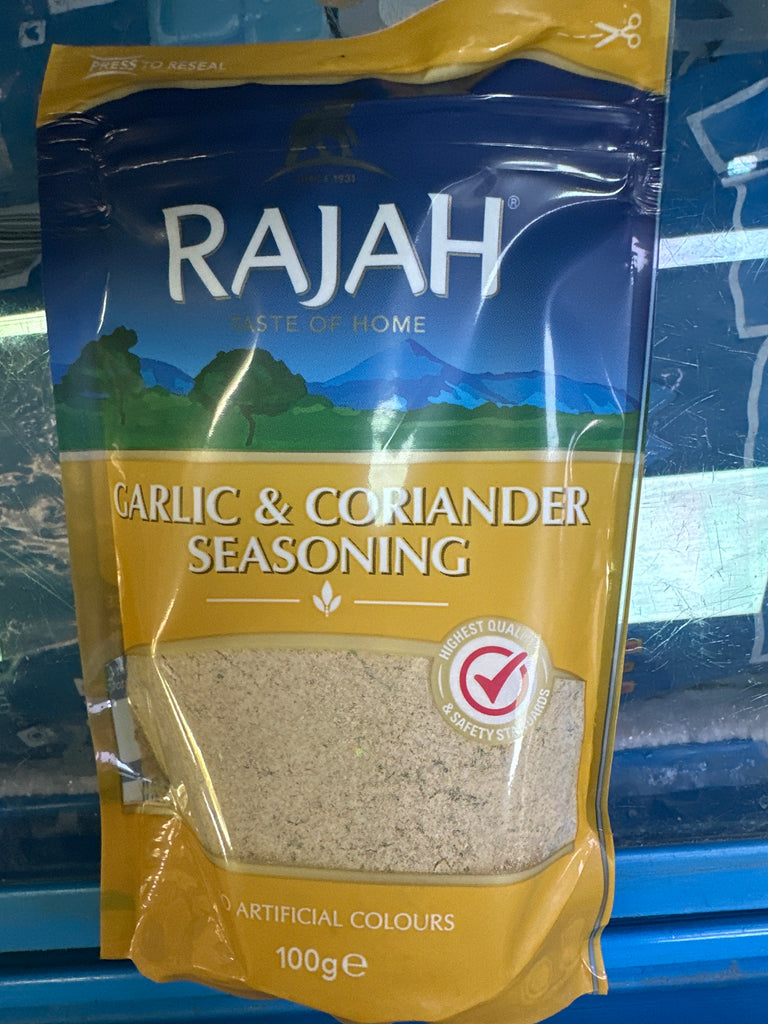 PRESS TO RESEAL
SINCE 1931
RAJAH®
TASTE OF HOME
GARLIC & CORIANDER
SEASONING
HIGHEST QUALITY
& SAFETY STANDARDS
ARTIFICIAL COLOURS
100g℮